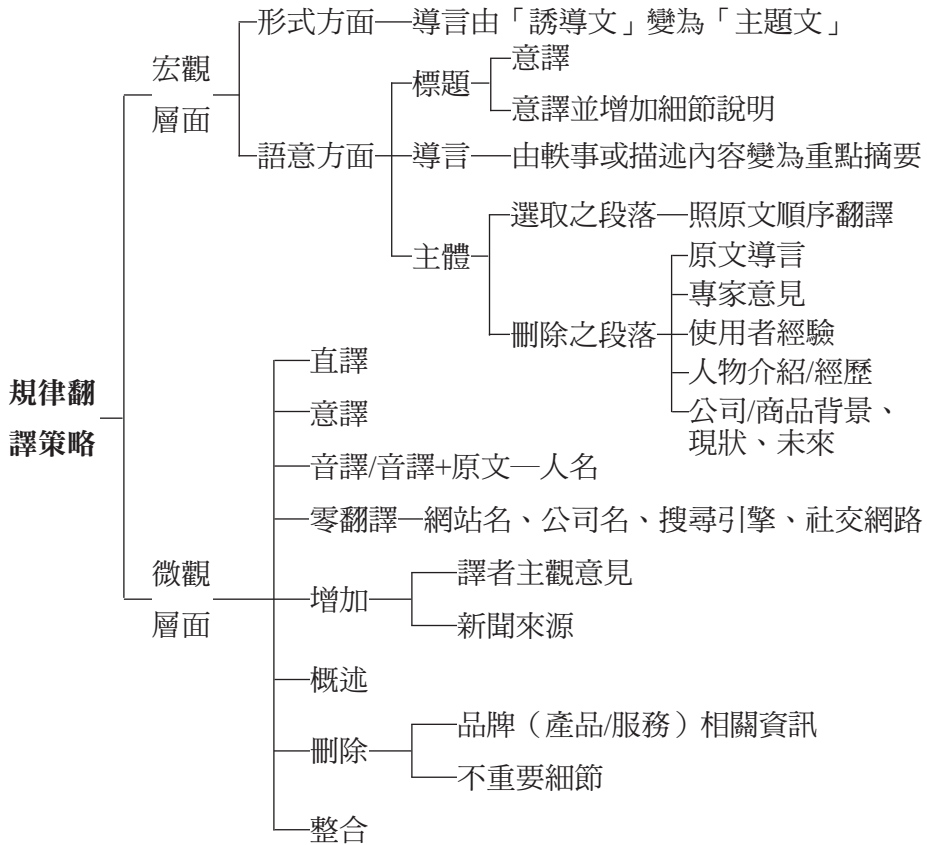 規律翻
譯策略
宏觀
層面
形式方面
導言由「誘導文」變為「主題文」
語意方面
標題
意譯
意譯並增加細節說明
導言
由軼事或描述內容變為重點摘要
主體
選取之段落
照原文順序翻譯
刪除之段落
原文導言
專家意見
使用者經驗
人物介紹/經歷
公司/商品背景、
現狀、未來
微觀
層面
直譯
意譯
音譯/音譯+原文—人名
零翻譯—網站名、公司名、搜尋引擎、社交網路
增加
譯者主觀意見
新聞來源
概述
刪除
品牌（產品/服務）相關資訊
不重要細節
整合